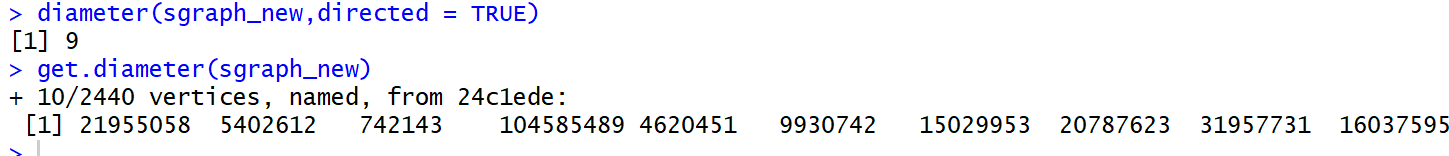 > diameter(sgraph_new,directed = TRUE)
[1] 9
> get.diameter(sgraph_new)
+ 10/2440 vertices, named, from 24c1ede:
 [1] 21955058  5402612   742143    104585489 4620451   9930742   15029953  20787623  31957731  16037595
>